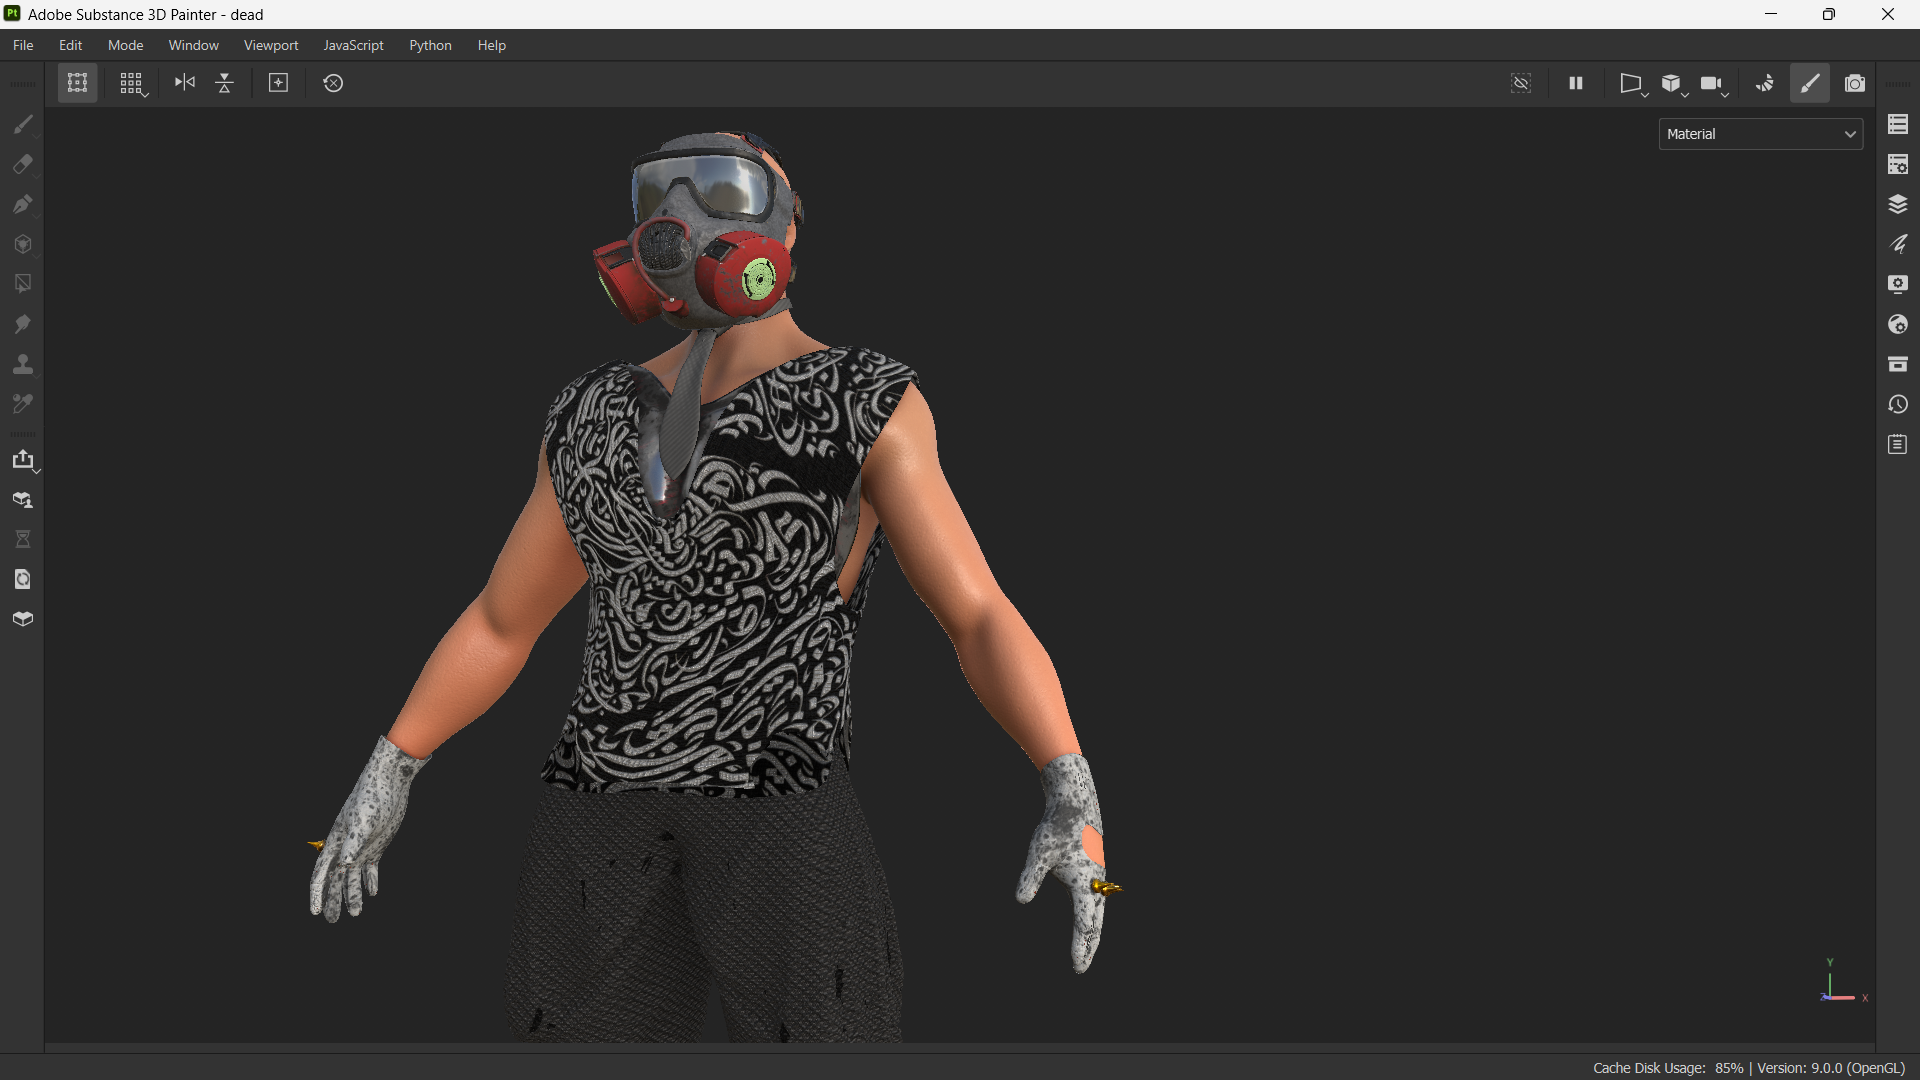 Pt Adobe Substance 3D Painter - dead
File Edit Mode Window Viewport JavaScript Python Help
Material
Y
Z X
Cache Disk Usage: 85% | Version: 9.0.0 (OpenGL)